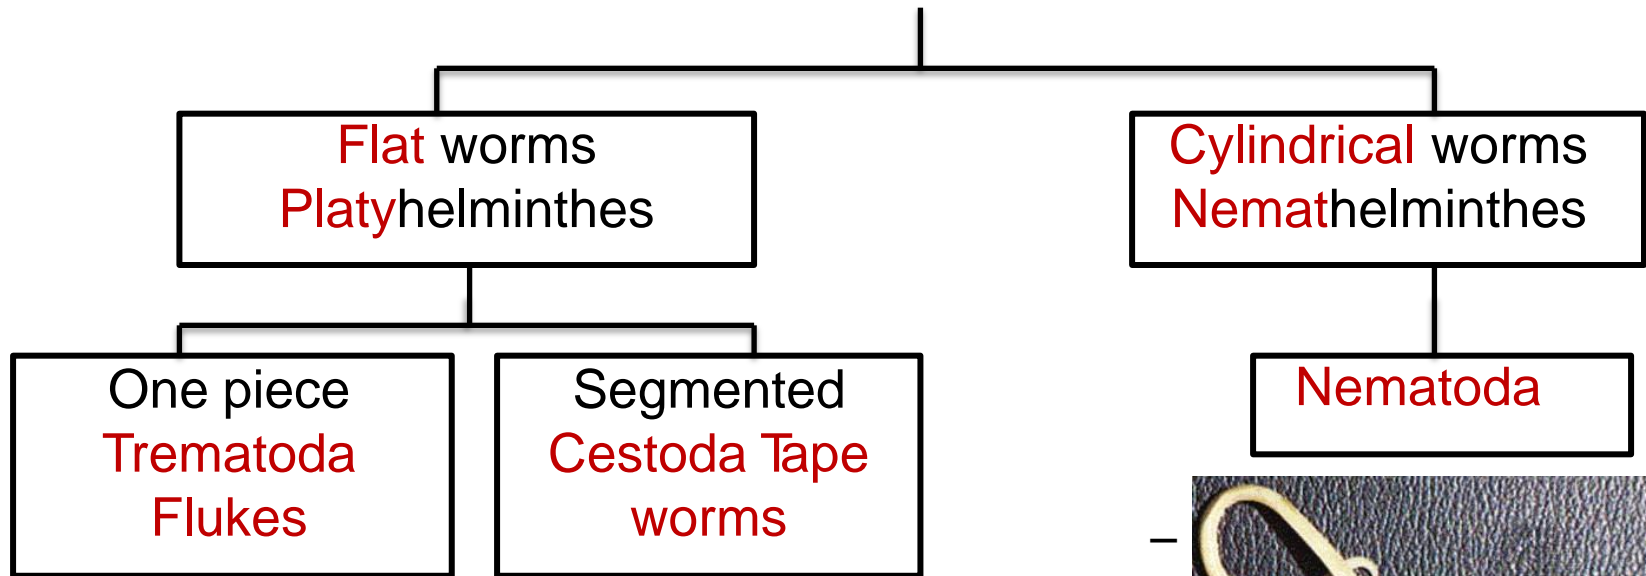 Flat worms
Platyhelminthes
Cylindrical worms
Nemathelminthes
One piece
Trematoda
Flukes
Segmented
Cestoda Tape
worms
Nematoda
–